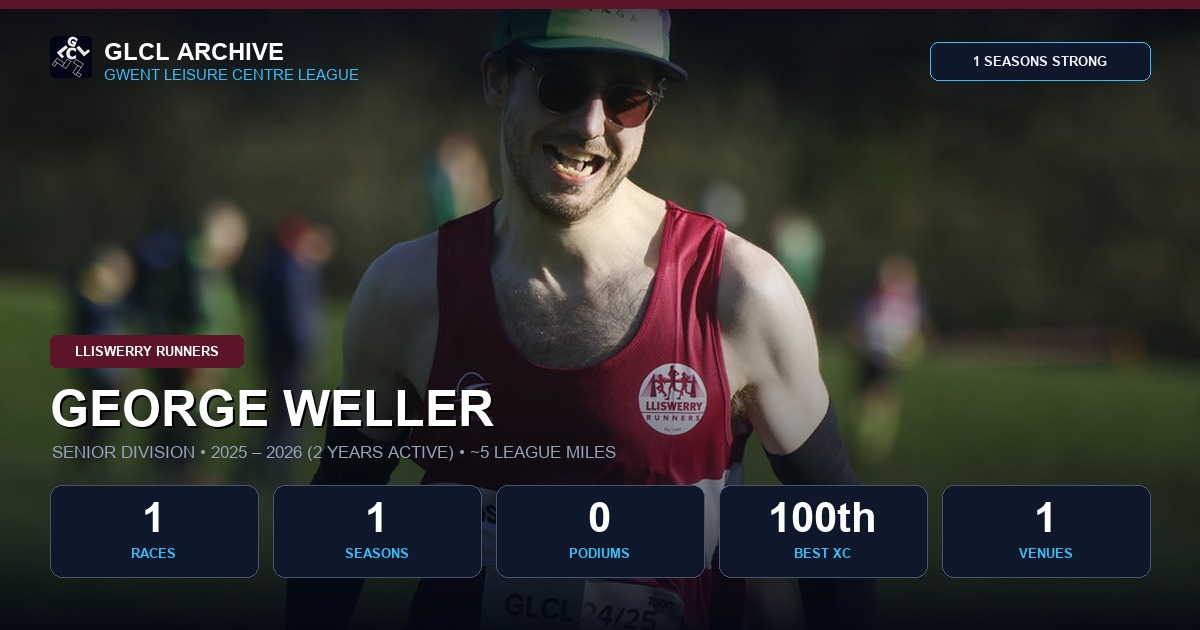 GLCL ARCHIVE
GWENT LEISURE CENTRE LEAGUE
1 SEASONS STRONG
LLISWERRY RUNNERS
GEORGE WELLER
SENIOR DIVISION • 2025 – 2026 (2 YEARS ACTIVE) • ~5 LEAGUE MILES
LLISWERRY
RUNNERS
1
RACES
1
SEASONS
0
PODIUMS
100th
BEST XC
1
VENUES
GLCL 24/25